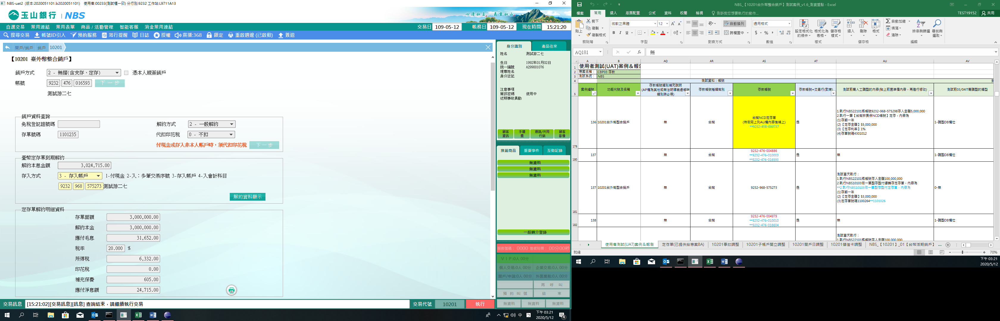 NBS-uat2 (版本:2020051101.b2020051101) 使用者:00233(測試櫃一卯) 分行別:9232 工作站:L9711A13
玉山銀行 | NBS
心清如玉。義重如山。
自選交易 常用連結 常用表單 商品 / 活動管理 智能客服 消金常用連結
交易日 109-05-12 帳務日 109-05-12 現在時間 15:21:20
搜尋交易 帳號ID引入 預約服務 蒞行提醒 日誌 授權 廣播:368 鎖定 重啟週邊 (已啟動) 簽退
開戶/銷戶 銷戶 10201
【10201 臺外幣整合銷戶】
銷戶方式 2 - 無摺(含支存、定存) 憑本人親簽銷戶
帳號 9232 476 016593 下一步
測試游二七
銷戶資料查詢
免稅登記證號碼 解約方式 2 - 一般解約
存單號碼 1101235 代扣印花稅 0 - 不扣
付現金或存入非本人帳戶時，須代扣印花稅 下一步
臺幣定存單到期解約
解約本息金額 3,024,715.00
存入方式 3 - 存入帳戶 1-付現金 2-入：多筆交易序號 3-存入帳戶 4-入會計科目
9232 968 575273 測試游二七
解約資料顯示
定存單解約明細資料
存單面額 3,000,000.00
解約本金 3,000,000.00
應付毛息 31,652.00
稅率 20.000 %
所得稅 6,332.00
印花稅 0.00
補充保費 605.00
應付淨息額 24,715.00
交易訊息 [15:21:02][交易訊息][訊息] 查詢結束，請繼續執行交易 交易代號 10201 執行
身分識別 產品往來
姓名 測試游二七
生日 1992年01月02日
統一編號 A299001076
理專姓名
身分註記
注意事項
簡訊密碼 使用中
近期事故異動
顧客資訊 手續費 通路/共同行銷 顧客影像
推薦商品 重要事件 互動記錄
無資料
無資料
無資料
一般轉介登錄
服務號碼： 0000 等候時間： 00分00秒
V I P:0人 00分
個人交易:0人 00分 企業交易:0人 00分
開戶/申請:0人 00分 外匯業務:0人 00分
再 呼 叫
預 約 叫 號 結 束
無資料 無資料 無資料
中 下午 03:21
2020/5/12
4
NBS_【10201台外幣整合銷戶】測試案例_v1.6_測資盤點 - Excel
檔案 常用 插入 版面配置 公式 資料 校閱 檢視 告訴我您想要執行的動作... TEST19152 共用
貼上 剪下 複製 複製格式
微軟正黑體 12 自動換列 跨欄置中 通用格式
B I U $ %
設定格式化的條件 格式化為表格 儲存格樣式 插入 刪除 格式
自動加總 填滿 清除 排序與篩選 尋找與選取
剪貼簿 字型 對齊方式 數值 樣式 儲存格 編輯
AQ181 fx 無
A B AQ AR AS AT AU AV
1 使用者測試(UAT)案例＆報告
2 專案名稱： CBP03 存款
3 測試系統： NBS
4 測試資料：帳號
5 案例編號 功能代號及名稱 存款帳號類別補充說明 (AP欄為其他或無法明確表達帳號類別時必填) 存款帳號種類幣別 存款帳號 存款帳號=交易行(敦南) 測試前需人工調整的內容(貼上前置準備內容，再進行修改) 測試前03/04IT需調整的類型
179 136 10201台外幣整合銷戶 無 台幣
台幣NCD定存單
(待做完上列AU欄內容後補上)
**9232-458-000737
是
1.執行NBS22101將帳號9232-968-575298存入金額5,000,000
2.執行一筆【台幣非集保NCD帳號】定存，內容為
(1)存期一年
(2)【定存金額】$5,000,000
(3)【定存利率】1%
(4)存單號碼4301012
1-調整DB欄位
180 137 無 台幣
9232-476-004886
**9232-476-010003
**9232-476-016593
是 無 1-調整DB欄位
181 137 10201台外幣整合銷戶 無 台幣 9232-968-575273 是
測試當天執行：
1.執行NBS22101將帳號存入金額100,000,000
2.執行NBS10103做一筆整存整付續轉存定存單，內容為
**2.執行NBS10103做一筆整存整付定存單，內容為
(1)存期一年
(2)【定存金額】$3,000,000
(3)定存單號碼1100264**1101026
0-無
182 138 無 台幣
9232-476-004979
**9232-476-010010
**9232-476-016604
是 無 1-調整DB欄位
測試當天執行：
1.執行NBS22101將帳號存入金額100,000,000
使用者測試(UAT)案例＆報告 定存單(已提供給專案BA) 10201事故調整 10201子帳戶開立調整 10201開戶日調整 10201儲值卡調整 NBS_【10201】_01【台幣活期銷戶】 ...
就緒 70%
下午 03:21
2020/5/12